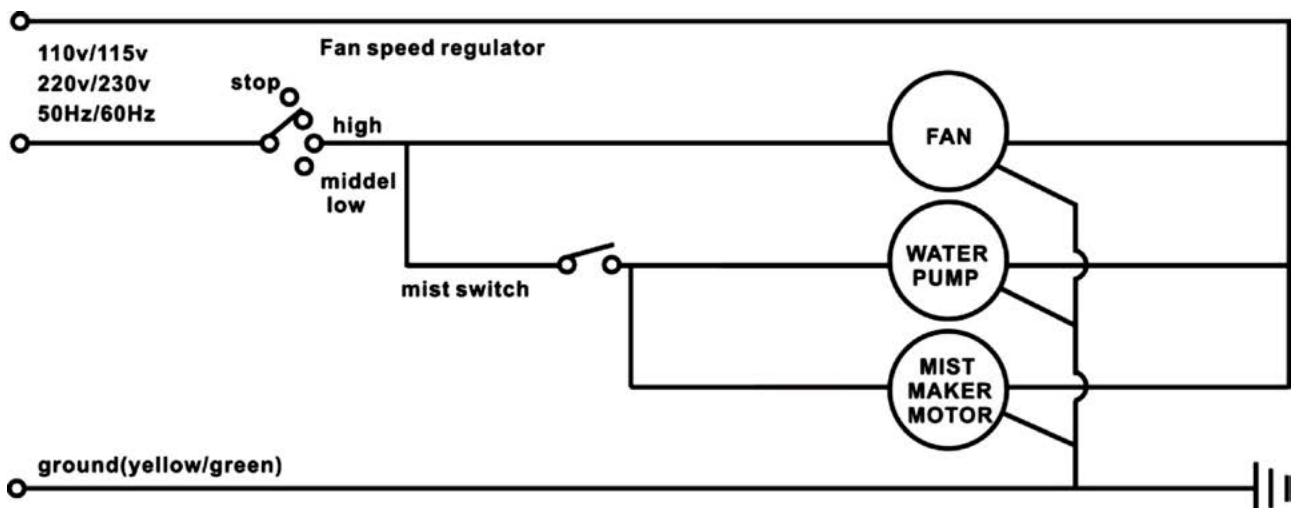 110v/115v
220v/230v
50Hz/60Hz
Fan speed regulator
stop
high
middel
low
mist switch
FAN
WATER
PUMP
MIST
MAKER
MOTOR
ground(yellow/green)